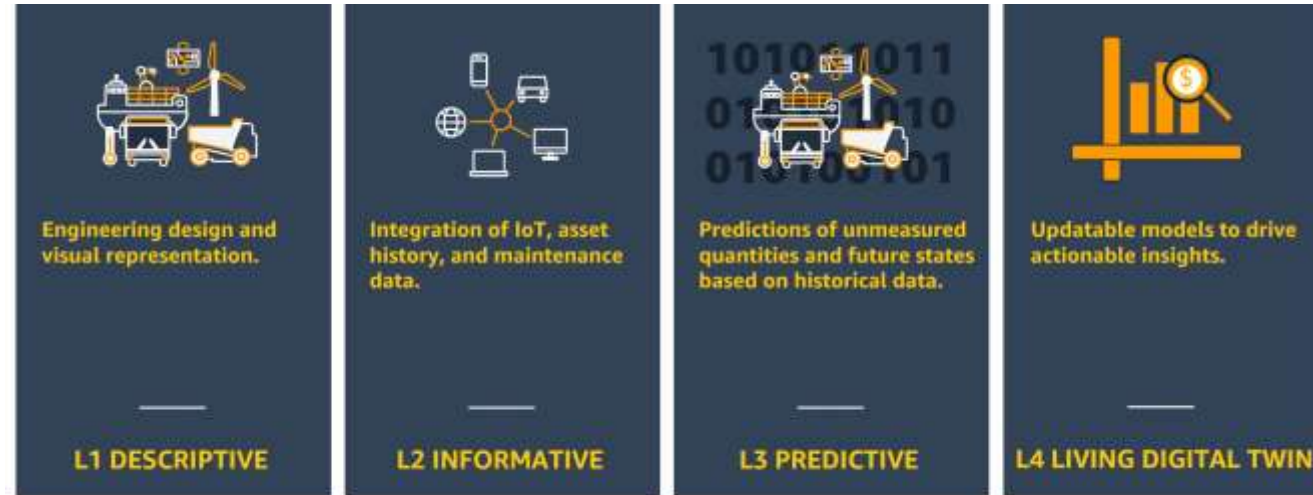 Engineering design and
visual representation.
L1 DESCRIPTIVE
Integration of IoT, asset
history, and maintenance
data.
L2 INFORMATIVE
Predictions of unmeasured
quantities and future states
based on historical data.
L3 PREDICTIVE
$
Updatable models to drive
actionable insights.
L4 LIVING DIGITAL TWIN